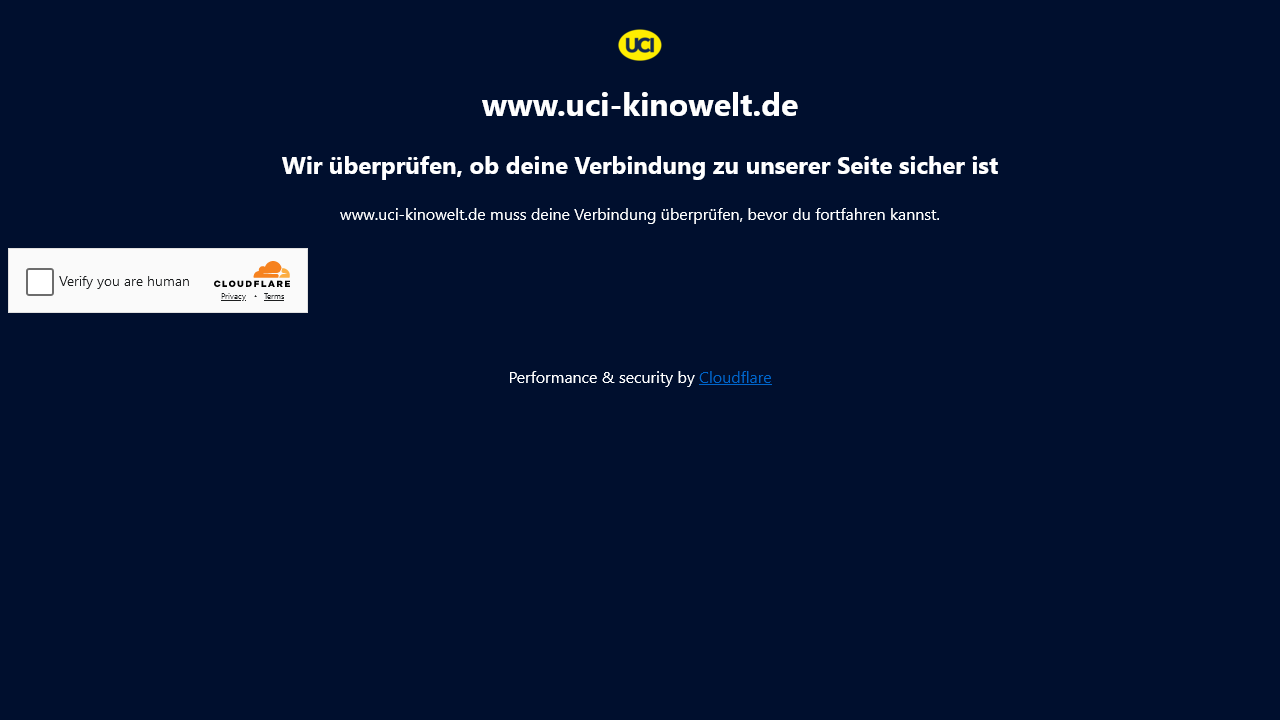 UCI
www.uci-kinowelt.de
Wir überprüfen, ob deine Verbindung zu unserer Seite sicher ist
www.uci-kinowelt.de muss deine Verbindung überprüfen, bevor du fortfahren kannst.
Verify you are human
CLOUDFLARE
Privacy • Terms
Performance & security by Cloudflare